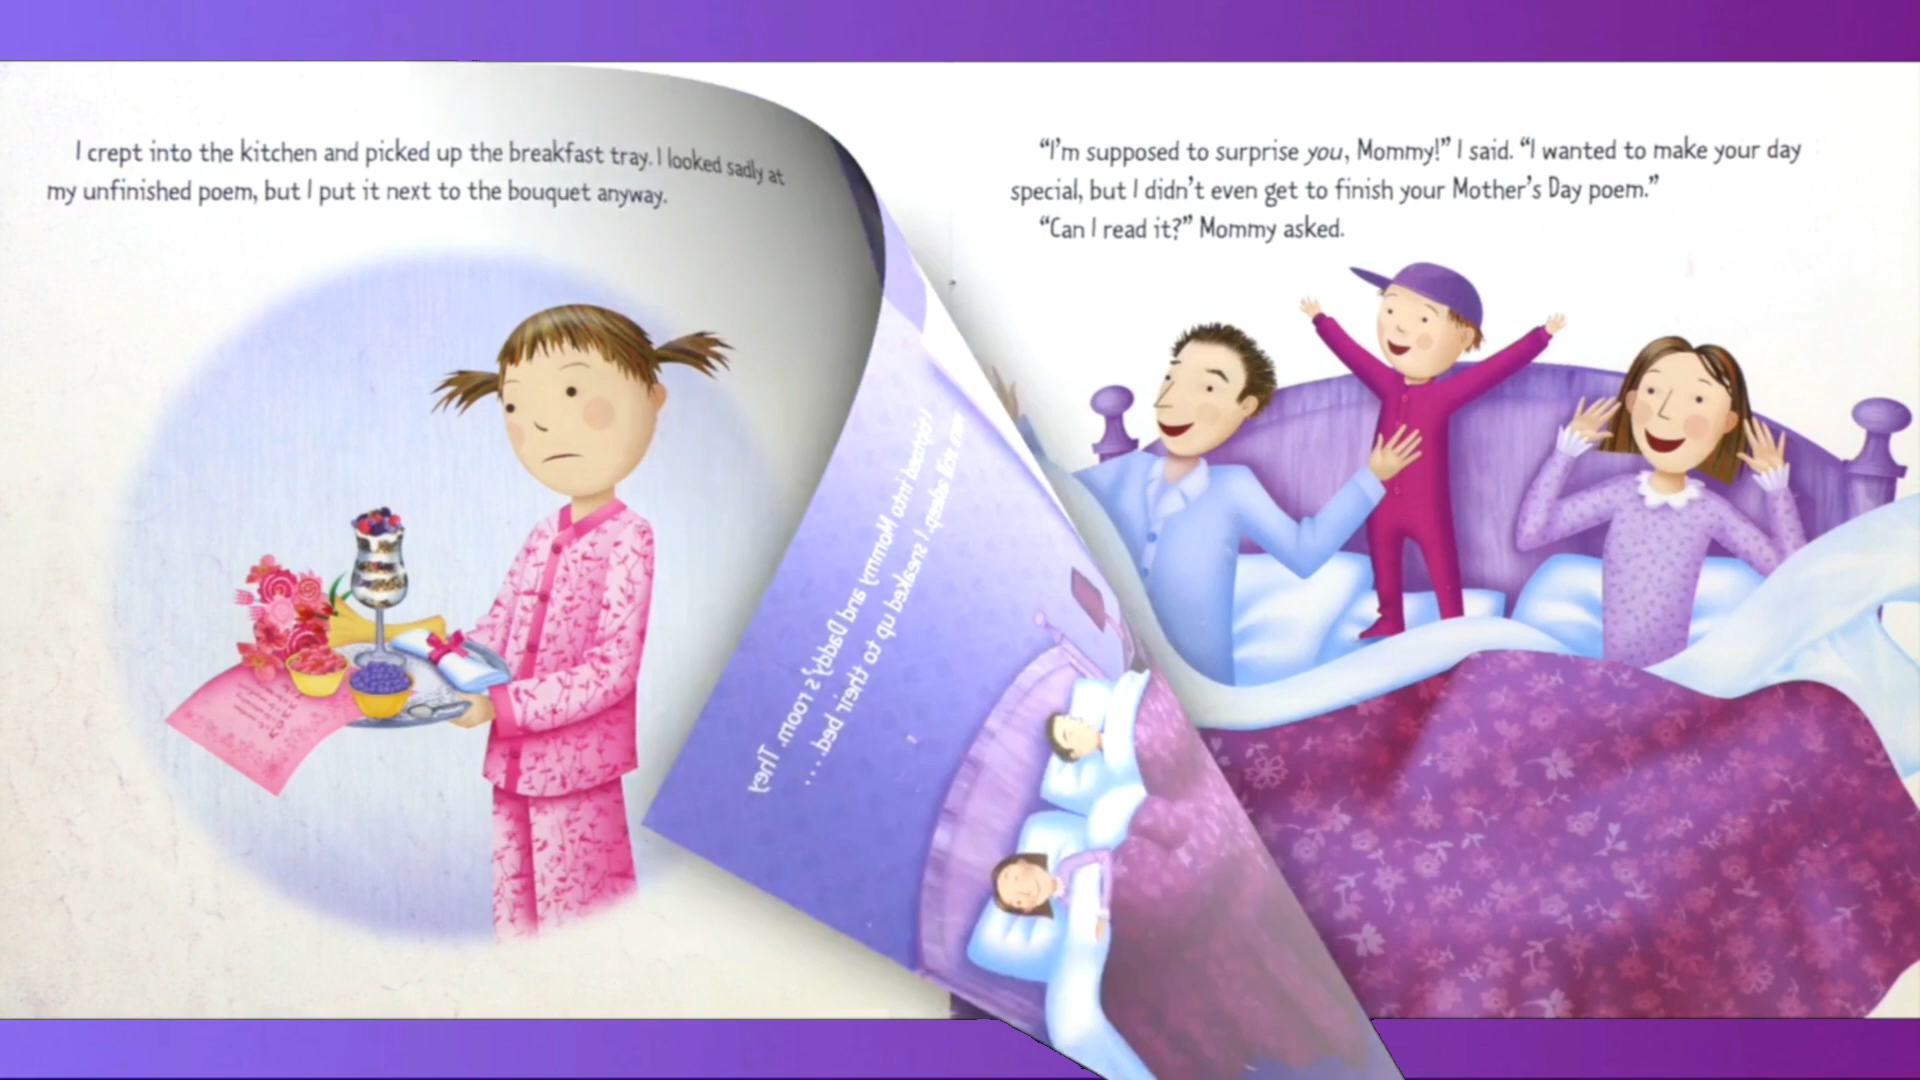 I crept into the kitchen and picked up the breakfast tray. I looked sadly at
my unfinished poem, but I put it next to the bouquet anyway.
I tiptoed into Mommy and Daddy's room. They
were still asleep. I sneaked up to their bed. . . .
“I'm supposed to surprise you, Mommy!” I said. “I wanted to make your day
special, but I didn't even get to finish your Mother's Day poem.”
“Can I read it?” Mommy asked.